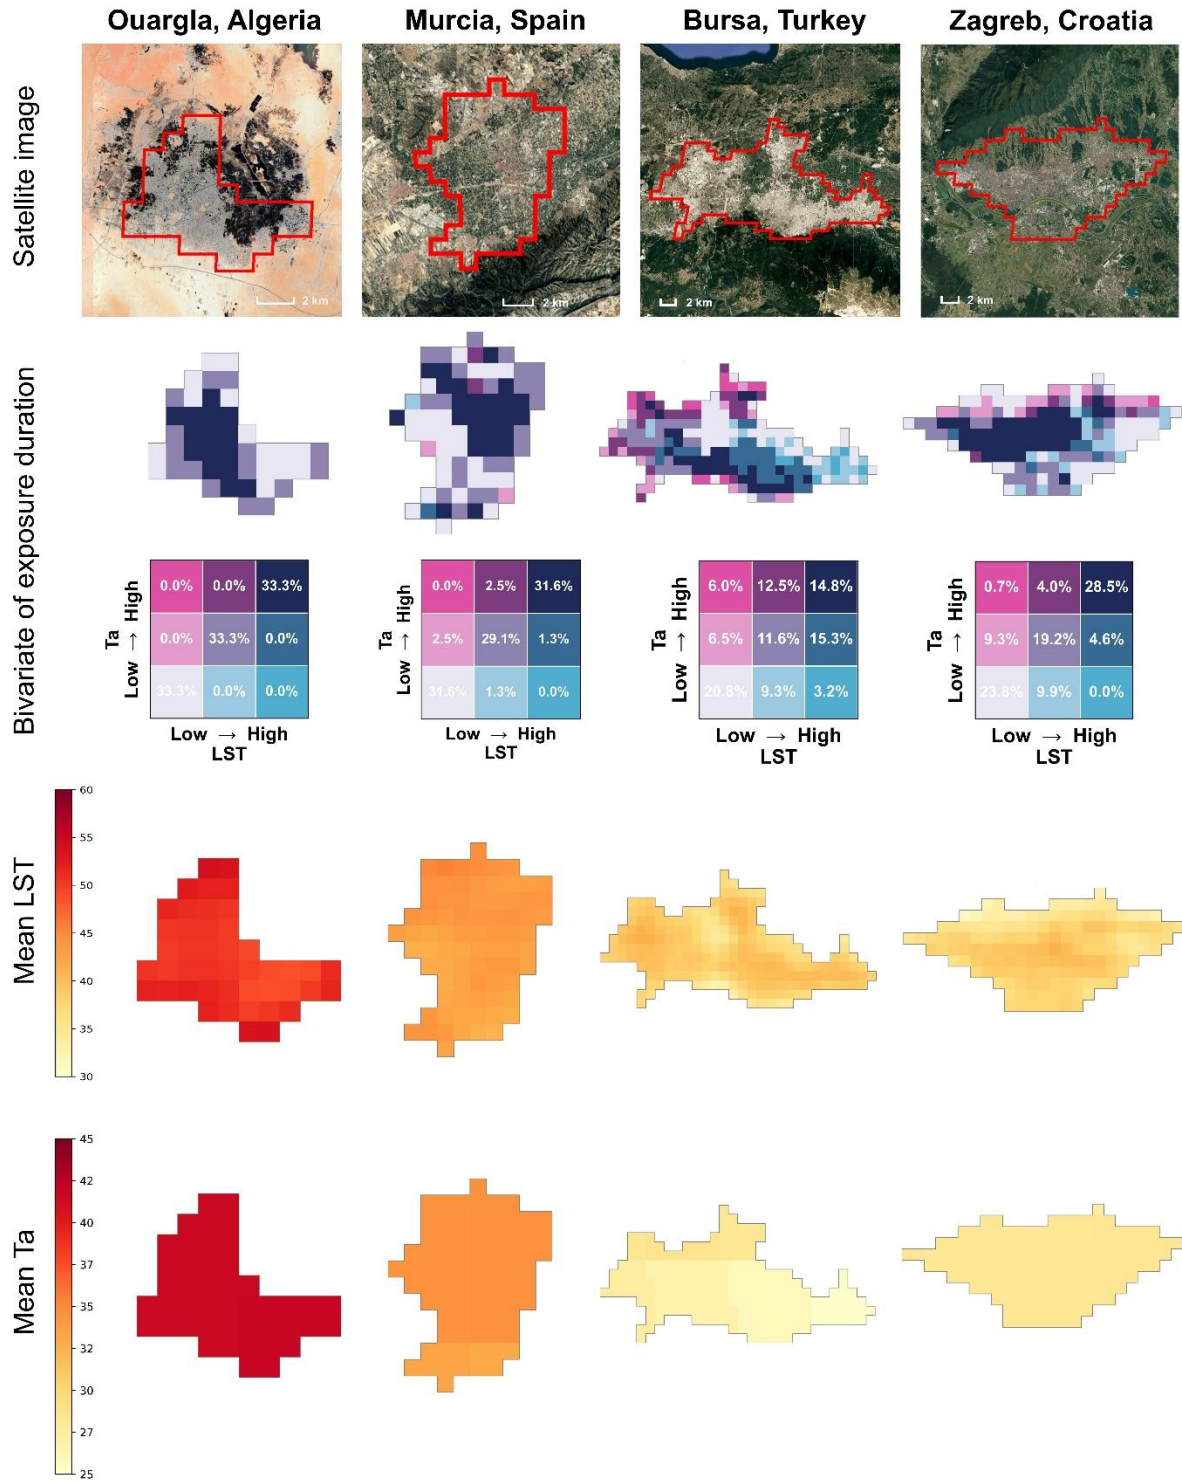 Ouargla, Algeria
Murcia, Spain
Bursa, Turkey
Zagreb, Croatia
Satellite image
2 km
2 km
2 km
2 km
Bivariate of exposure duration
Ta
Low → High
0.0% 0.0% 33.3%
0.0% 33.3% 0.0%
33.3% 0.0% 0.0%
Low → High
LST
Ta
Low → High
0.0% 2.5% 31.6%
2.5% 29.1% 1.3%
31.6% 1.3% 0.0%
Low → High
LST
Ta
Low → High
6.0% 12.5% 14.8%
6.5% 11.6% 15.3%
20.8% 9.3% 3.2%
Low → High
LST
Ta
Low → High
0.7% 4.0% 28.5%
9.3% 19.2% 4.6%
23.8% 9.9% 0.0%
Low → High
LST
Mean LST
60
55
50
45
40
35
30
Mean Ta
45
42
40
37
35
32
30
27
25